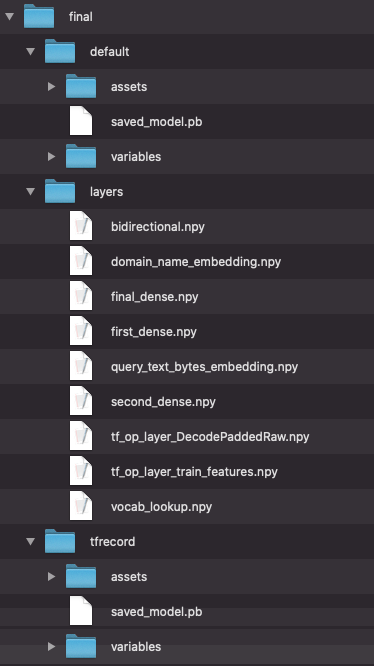 final
default
assets
saved_model.pb
variables
layers
bidirectional.npy
domain_name_embedding.npy
final_dense.npy
first_dense.npy
query_text_bytes_embedding.npy
second_dense.npy
tf_op_layer_DecodePaddedRaw.npy
tf_op_layer_train_features.npy
vocab_lookup.npy
tfrecord
assets
saved_model.pb
variables